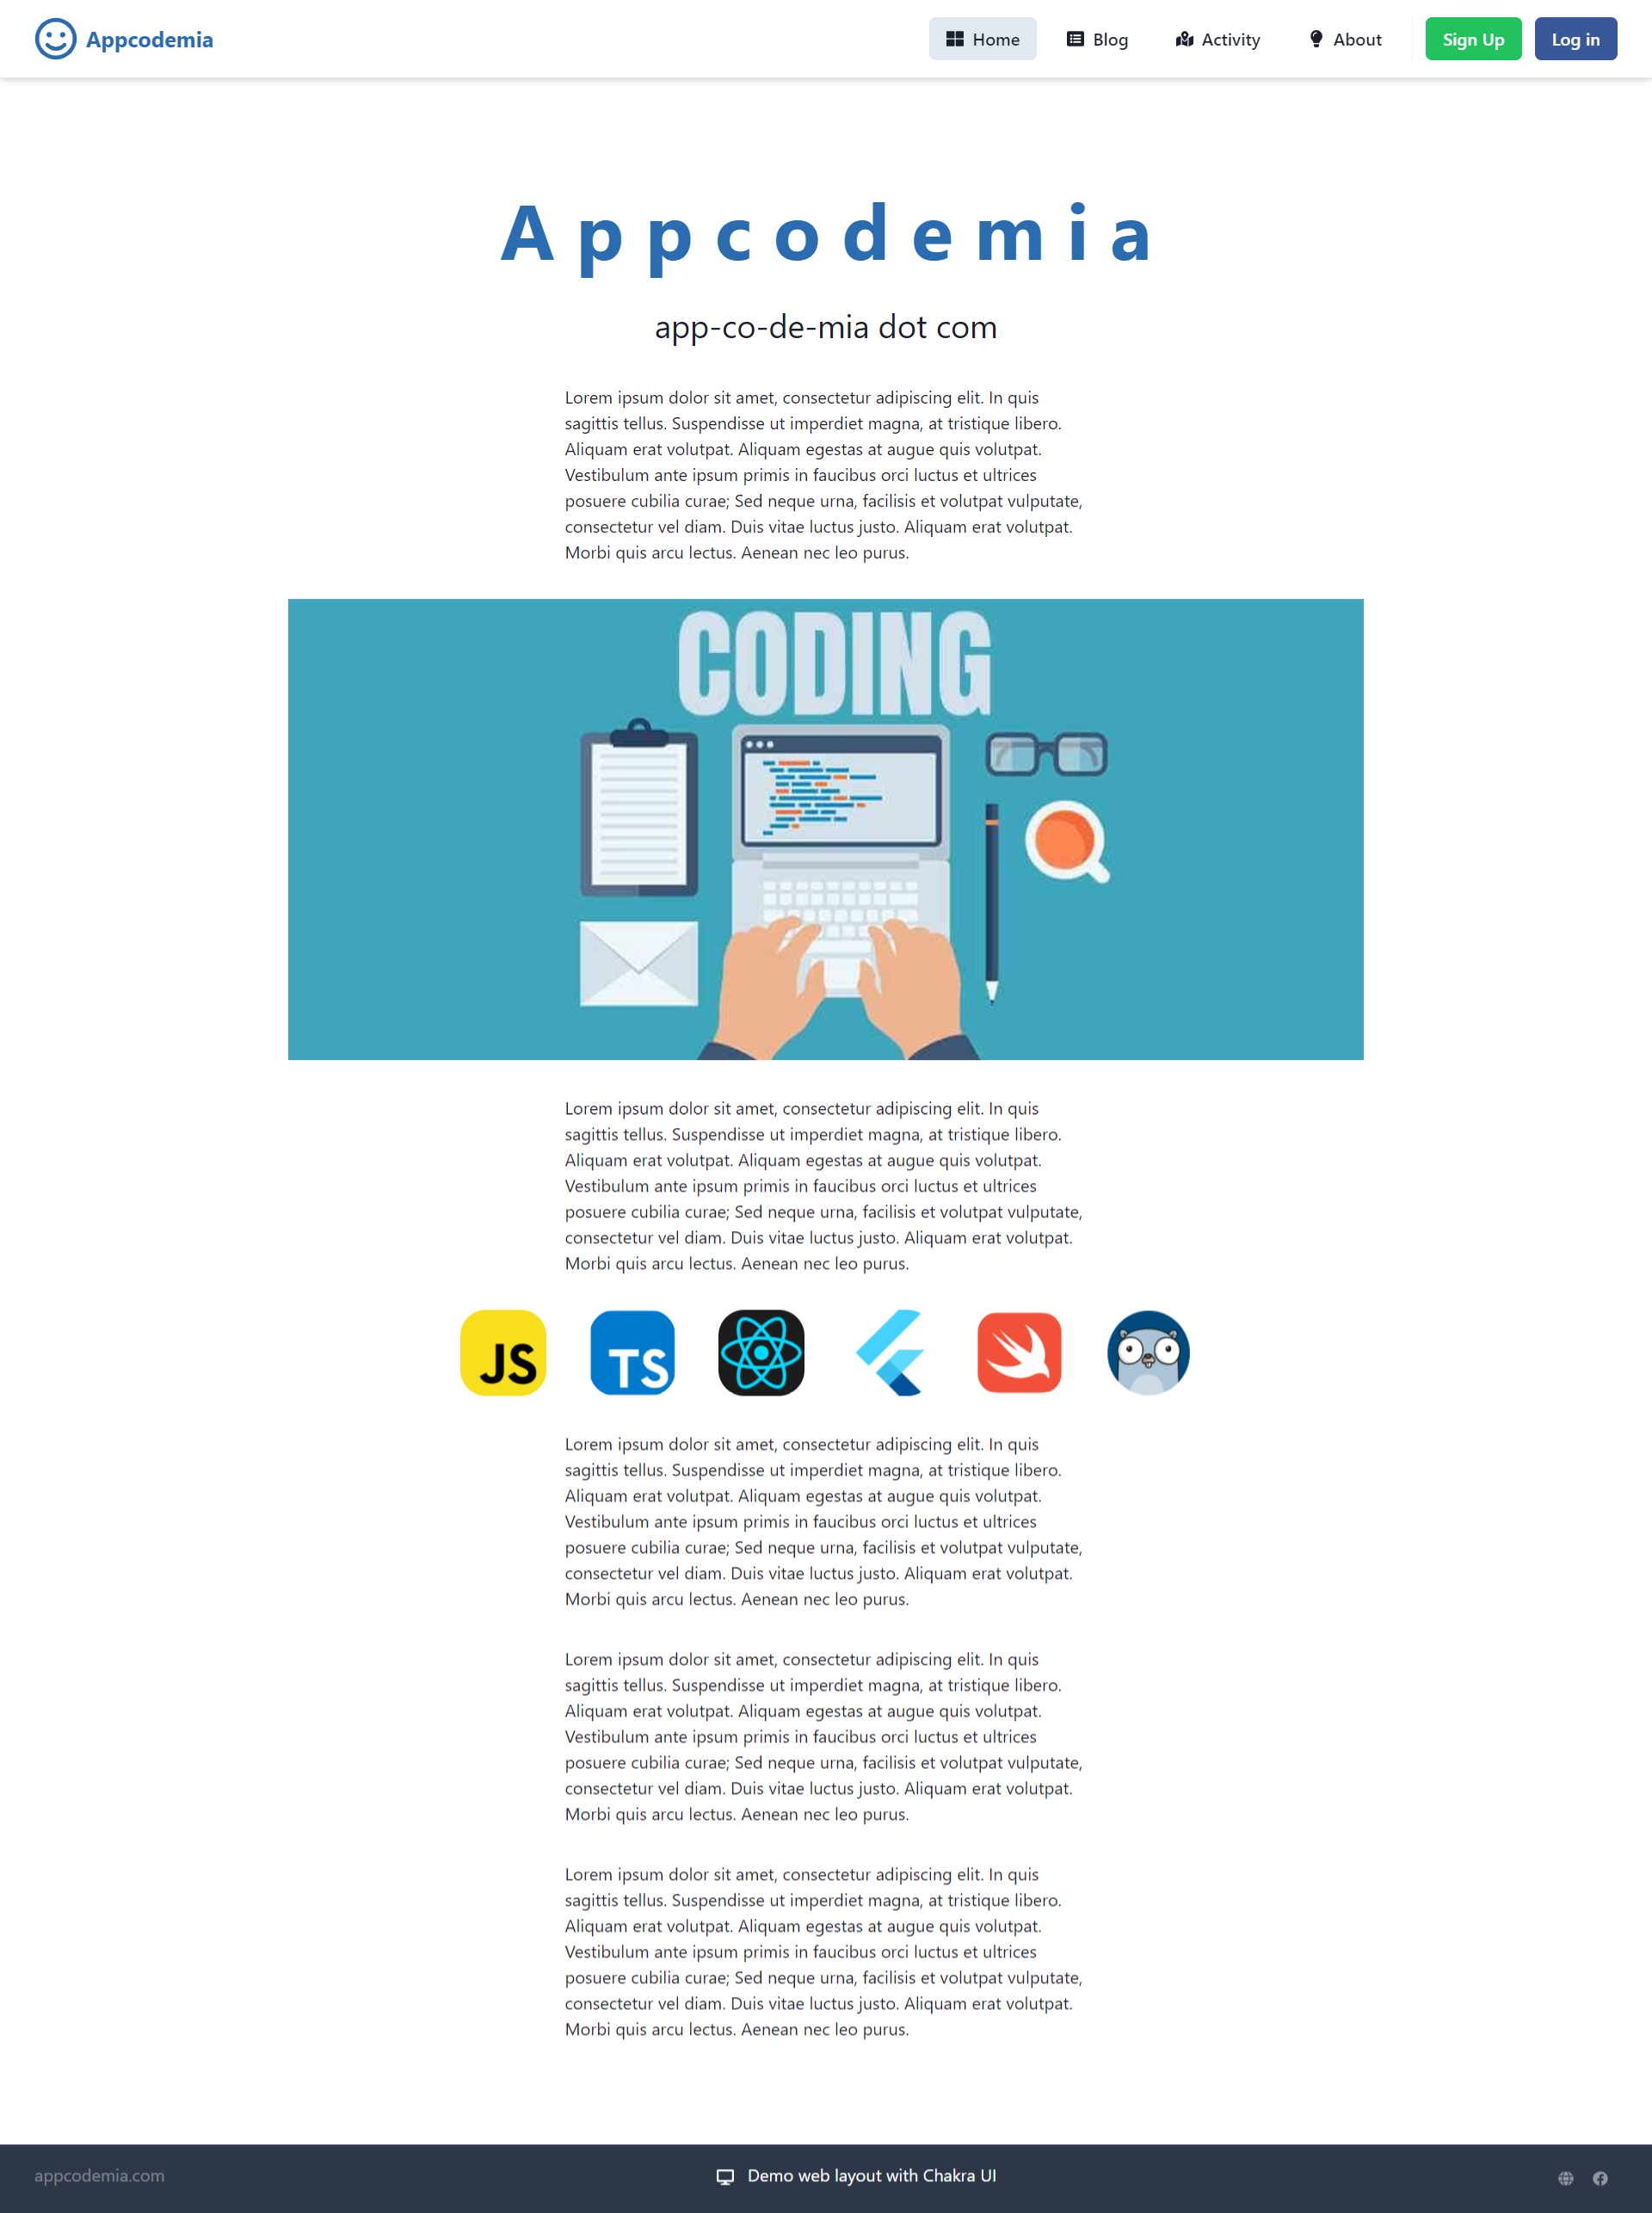 Appcodemia
Home
Blog
Activity
About
Sign Up
Log in
Appcodemia
app-co-de-mia dot com
Lorem ipsum dolor sit amet, consectetur adipiscing elit. In quis
sagittis tellus. Suspendisse ut imperdiet magna, at tristique libero.
Aliquam erat volutpat. Aliquam egestas at augue quis volutpat.
Vestibulum ante ipsum primis in faucibus orci luctus et ultrices
posuere cubilia curae; Sed neque urna, facilisis et volutpat vulputate,
consectetur vel diam. Duis vitae luctus justo. Aliquam erat volutpat.
Morbi quis arcu lectus. Aenean nec leo purus.
CODING
Lorem ipsum dolor sit amet, consectetur adipiscing elit. In quis
sagittis tellus. Suspendisse ut imperdiet magna, at tristique libero.
Aliquam erat volutpat. Aliquam egestas at augue quis volutpat.
Vestibulum ante ipsum primis in faucibus orci luctus et ultrices
posuere cubilia curae; Sed neque urna, facilisis et volutpat vulputate,
consectetur vel diam. Duis vitae luctus justo. Aliquam erat volutpat.
Morbi quis arcu lectus. Aenean nec leo purus.
JS
TS
Lorem ipsum dolor sit amet, consectetur adipiscing elit. In quis
sagittis tellus. Suspendisse ut imperdiet magna, at tristique libero.
Aliquam erat volutpat. Aliquam egestas at augue quis volutpat.
Vestibulum ante ipsum primis in faucibus orci luctus et ultrices
posuere cubilia curae; Sed neque urna, facilisis et volutpat vulputate,
consectetur vel diam. Duis vitae luctus justo. Aliquam erat volutpat.
Morbi quis arcu lectus. Aenean nec leo purus.
Lorem ipsum dolor sit amet, consectetur adipiscing elit. In quis
sagittis tellus. Suspendisse ut imperdiet magna, at tristique libero.
Aliquam erat volutpat. Aliquam egestas at augue quis volutpat.
Vestibulum ante ipsum primis in faucibus orci luctus et ultrices
posuere cubilia curae; Sed neque urna, facilisis et volutpat vulputate,
consectetur vel diam. Duis vitae luctus justo. Aliquam erat volutpat.
Morbi quis arcu lectus. Aenean nec leo purus.
Lorem ipsum dolor sit amet, consectetur adipiscing elit. In quis
sagittis tellus. Suspendisse ut imperdiet magna, at tristique libero.
Aliquam erat volutpat. Aliquam egestas at augue quis volutpat.
Vestibulum ante ipsum primis in faucibus orci luctus et ultrices
posuere cubilia curae; Sed neque urna, facilisis et volutpat vulputate,
consectetur vel diam. Duis vitae luctus justo. Aliquam erat volutpat.
Morbi quis arcu lectus. Aenean nec leo purus.
appcodemia.com
Demo web layout with Chakra UI